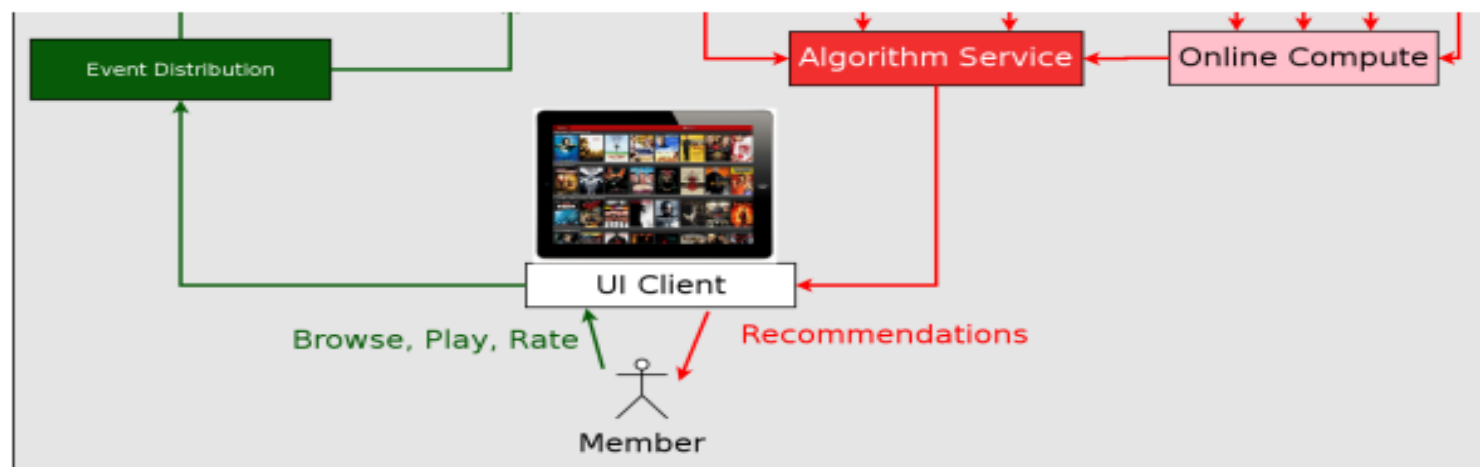 Event Distribution
Algorithm Service
Online Compute
UI Client
Browse, Play, Rate
Recommendations
Member